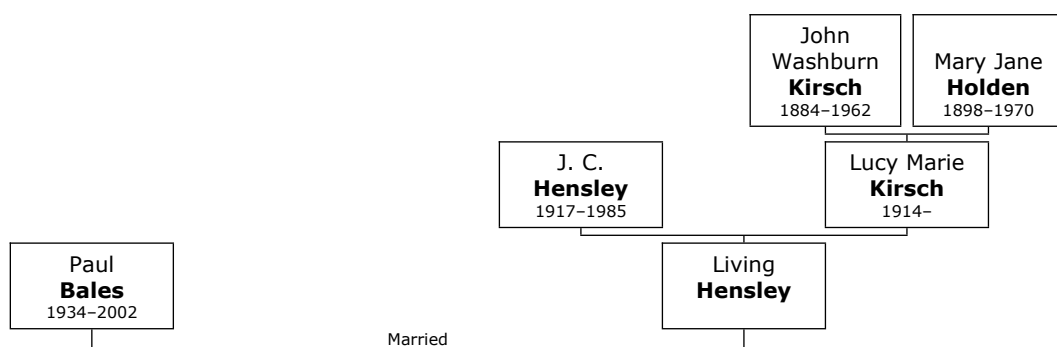 John
Washburn
Kirsch
1884–1962
Mary Jane
Holden
1898–1970
J. C.
Hensley
1917–1985
Lucy Marie
Kirsch
1914–
Paul
Bales
1934–2002
Living
Hensley
Married